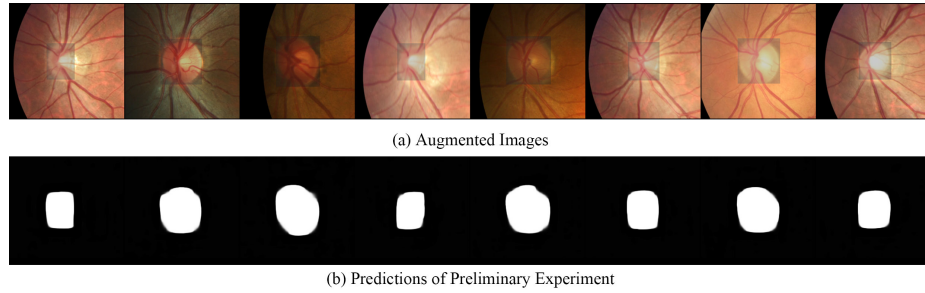 (a) Augmented Images
(b) Predictions of Preliminary Experiment